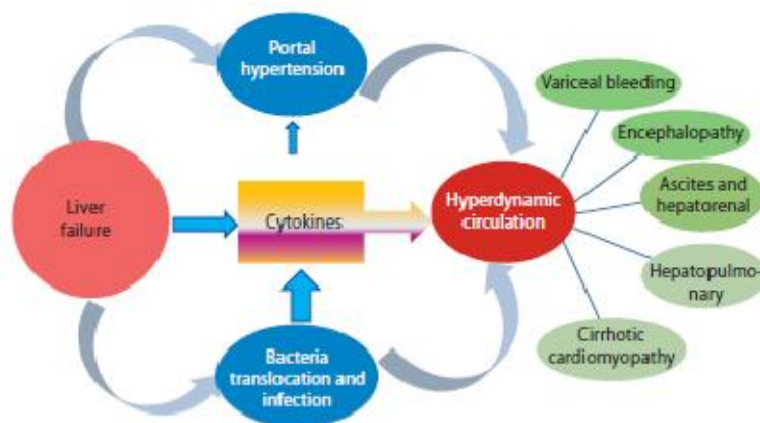 Portal
hypertension
Variceal bleeding
Encephalopathy
Liver
failure
Cytokines
Hyperdynamic
circulation
Ascites and
hepatorenal
Hepatopulmo-
nary
Cirrhotic
cardiomyopathy
Bacteria
translocation and
infection